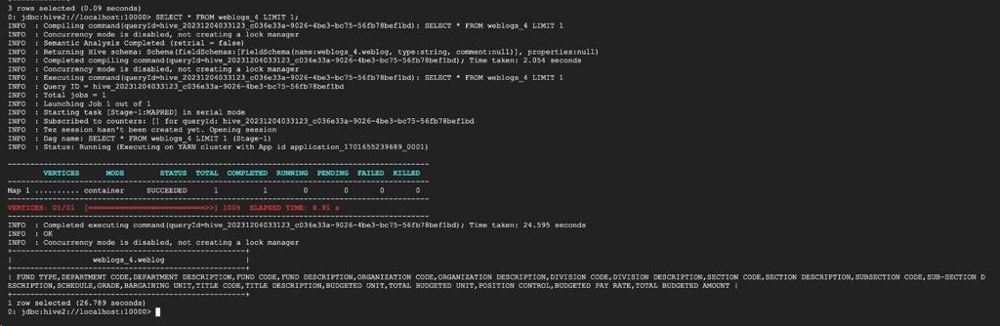 3 rows selected (0.09 seconds)
0: jdbc:hive2://localhost:10000> SELECT * FROM weblogs_4 LIMIT 1;
INFO  : Compiling command(queryId=hive_20231204033123_c036e33a-9026-4be3-bc75-56fb78bef1bd): SELECT * FROM weblogs_4 LIMIT 1
INFO  : Concurrency mode is disabled, not creating a lock manager
INFO  : Semantic Analysis Completed (retrial = false)
INFO  : Returning Hive schema: Schema(fieldSchemas:[FieldSchema(name:weblogs_4.weblog, type:string, comment:null)], properties:null)
INFO  : Completed compiling command(queryId=hive_20231204033123_c036e33a-9026-4be3-bc75-56fb78bef1bd); Time taken: 2.054 seconds
INFO  : Concurrency mode is disabled, not creating a lock manager
INFO  : Executing command(queryId=hive_20231204033123_c036e33a-9026-4be3-bc75-56fb78bef1bd): SELECT * FROM weblogs_4 LIMIT 1
INFO  : Query ID = hive_20231204033123_c036e33a-9026-4be3-bc75-56fb78bef1bd
INFO  : Total jobs = 1
INFO  : Launching Job 1 out of 1
INFO  : Starting task [Stage-1:MAPRED] in serial mode
INFO  : Subscribed to counters: [] for queryId: hive_20231204033123_c036e33a-9026-4be3-bc75-56fb78bef1bd
INFO  : Tez session hasn't been created yet. Opening session
INFO  : Dag name: SELECT * FROM weblogs_4 LIMIT 1 (Stage-1)
INFO  : Status: Running (Executing on YARN cluster with App id application_1701655239689_0001)
VERTICES MODE STATUS TOTAL COMPLETED RUNNING PENDING FAILED KILLED
Map 1 .......... container SUCCEEDED 1 1 0 0 0 0
VERTICES: 01/01 [==========================>>] 100% ELAPSED TIME: 8.91 s
INFO  : Completed executing command(queryId=hive_20231204033123_c036e33a-9026-4be3-bc75-56fb78bef1bd); Time taken: 24.595 seconds
INFO  : OK
INFO  : Concurrency mode is disabled, not creating a lock manager
| weblogs_4.weblog |
| FUND TYPE,DEPARTMENT CODE,DEPARTMENT DESCRIPTION,FUND CODE,FUND DESCRIPTION,ORGANIZATION CODE,ORGANIZATION DESCRIPTION,DIVISION CODE,DIVISION DESCRIPTION,SECTION CODE,SECTION DESCRIPTION,SUBSECTION CODE,SUB-SECTION D
ESCRIPTION,SCHEDULE,GRADE,BARGAINING UNIT,TITLE CODE,TITLE DESCRIPTION,BUDGETED UNIT,TOTAL BUDGETED UNIT,POSITION CONTROL,BUDGETED PAY RATE,TOTAL BUDGETED AMOUNT |
1 row selected (26.789 seconds)
0: jdbc:hive2://localhost:10000>